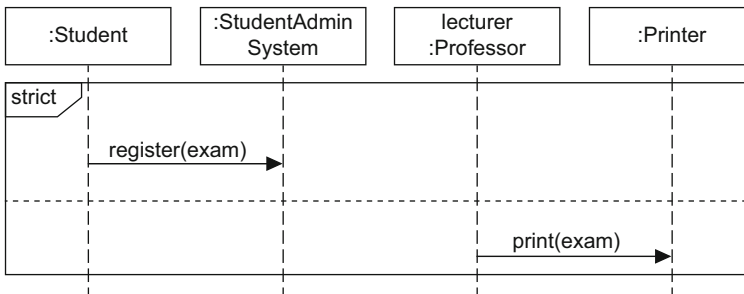 :Student
:StudentAdmin
System
lecturer
:Professor
:Printer
strict
register(exam)
print(exam)